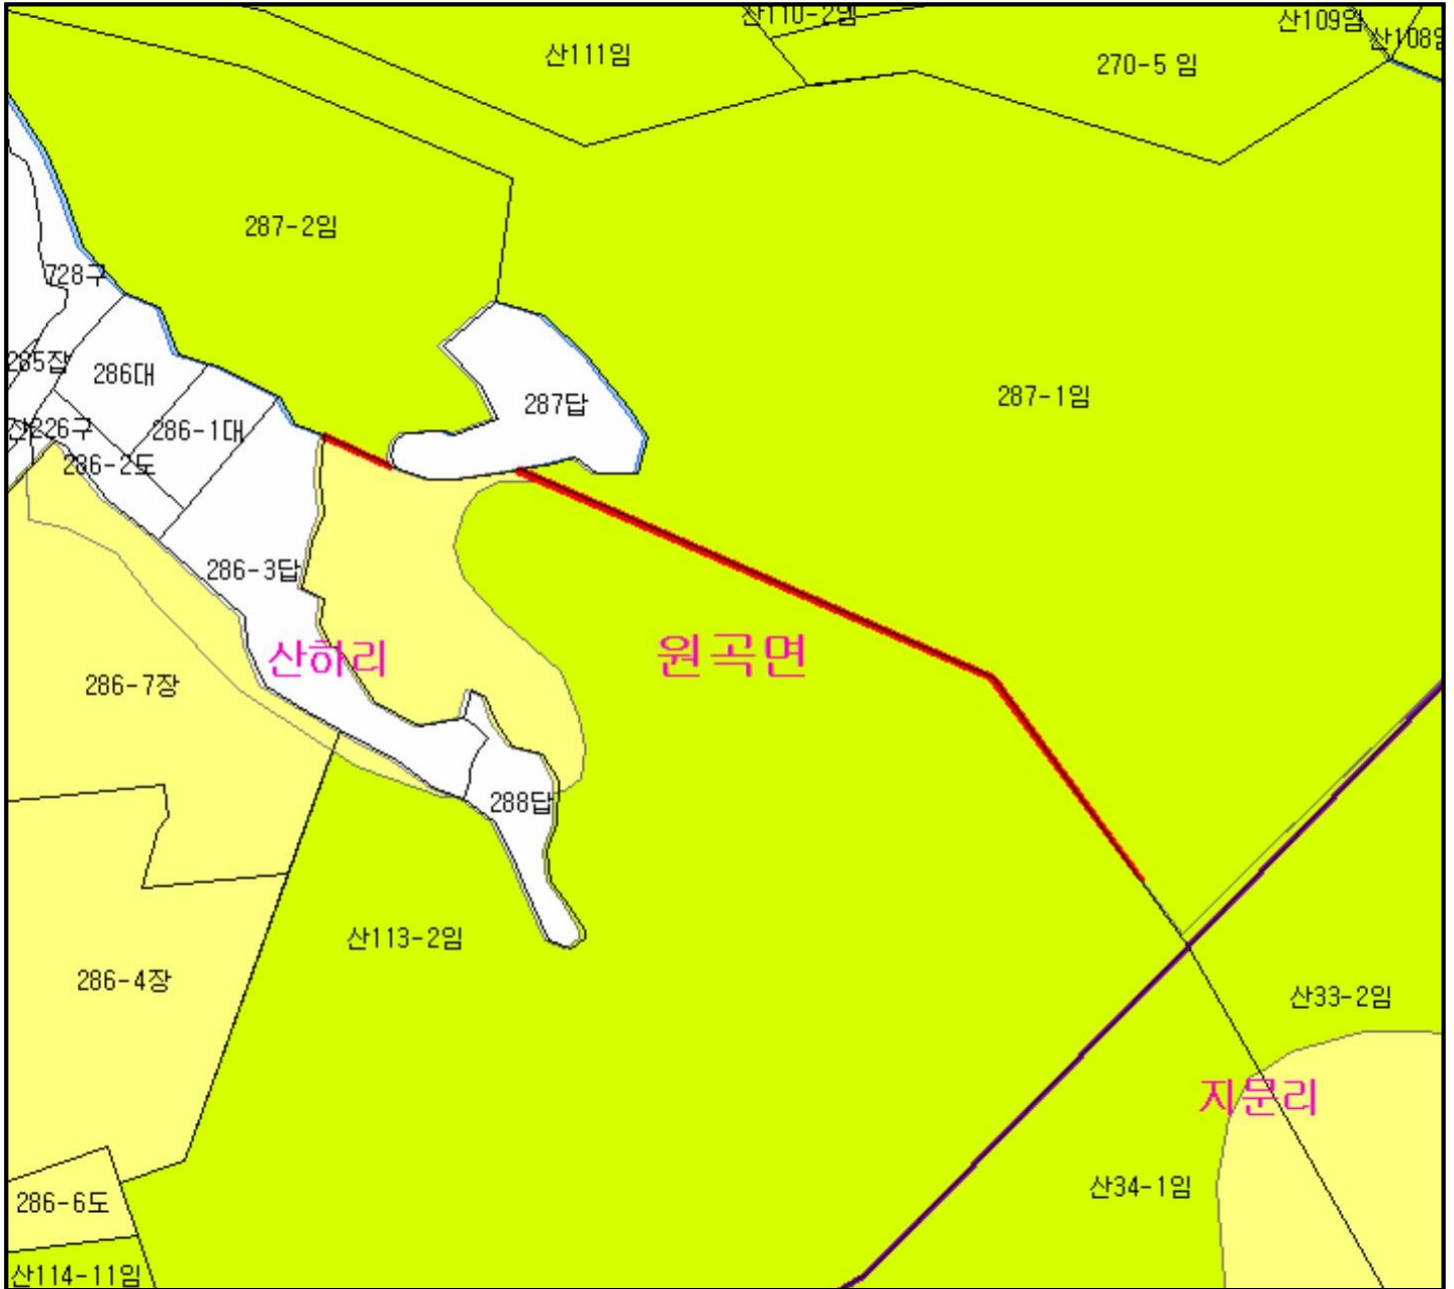 산110-2임
산109임
산108임
산111임
270-5 임
287-2임
728구
285잡
286대
287답
287-1임
산226구
286-1대
286-2도
286-3답
산하리
원곡면
286-7장
288답
산113-2임
286-4장
산33-2임
지문리
산34-1임
286-6도
산114-11임